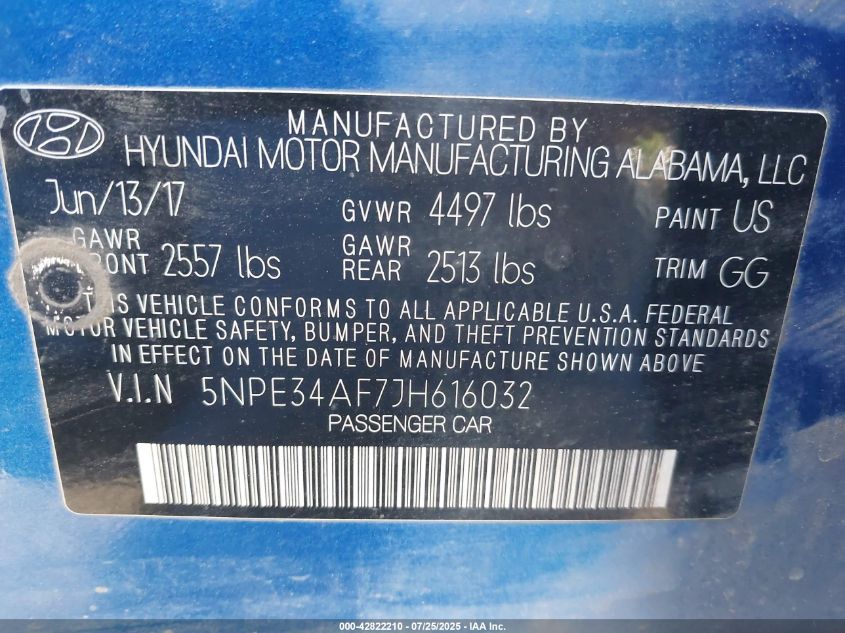 MANUFACTURED BY
HYUNDAI MOTOR MANUFACTURING ALABAMA, LLC
Jun/13/17 GVWR 4497 lbs PAINT US
GAWR 2557 lbs GAWR REAR 2513 lbs TRIM GG
THIS VEHICLE CONFORMS TO ALL APPLICABLE U.S.A. FEDERAL
MOTOR VEHICLE SAFETY, BUMPER, AND THEFT PREVENTION STANDARDS
IN EFFECT ON THE DATE OF MANUFACTURE SHOWN ABOVE
V.I.N 5NPE34AF7JH616032
PASSENGER CAR
000-42822210 - 07/25/2025 - IAA Inc.